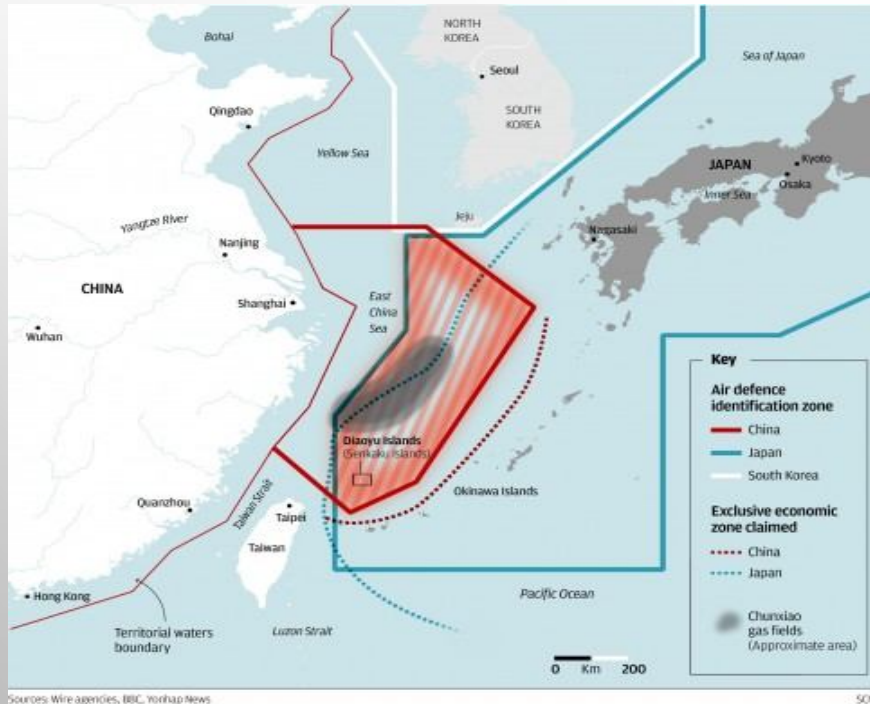 Bohai
NORTH
KOREA
Seoul
Sea of Japan
Qingdao
SOUTH
KOREA
Yellow Sea
JAPAN
Kyoto
Osaka
Inner Sea
Yangtze River
Jeju
Nagasaki
Nanjing
CHINA
Shanghai
East
China
Sea
Wuhan
Key
Air defence
identification zone
China
Japan
South Korea
Exclusive economic
zone claimed
China
Japan
Chunxiao
gas fields
(Approximate area)
Diaoyu Islands
(Senkaku Islands)
Okinawa Islands
Quanzhou
Taiwan Strait
Taipei
Taiwan
Hong Kong
Pacific Ocean
Territorial waters
boundary
Luzon Strait
0 Km 200
Sources: Wire agencies, BBC, Yonhap News